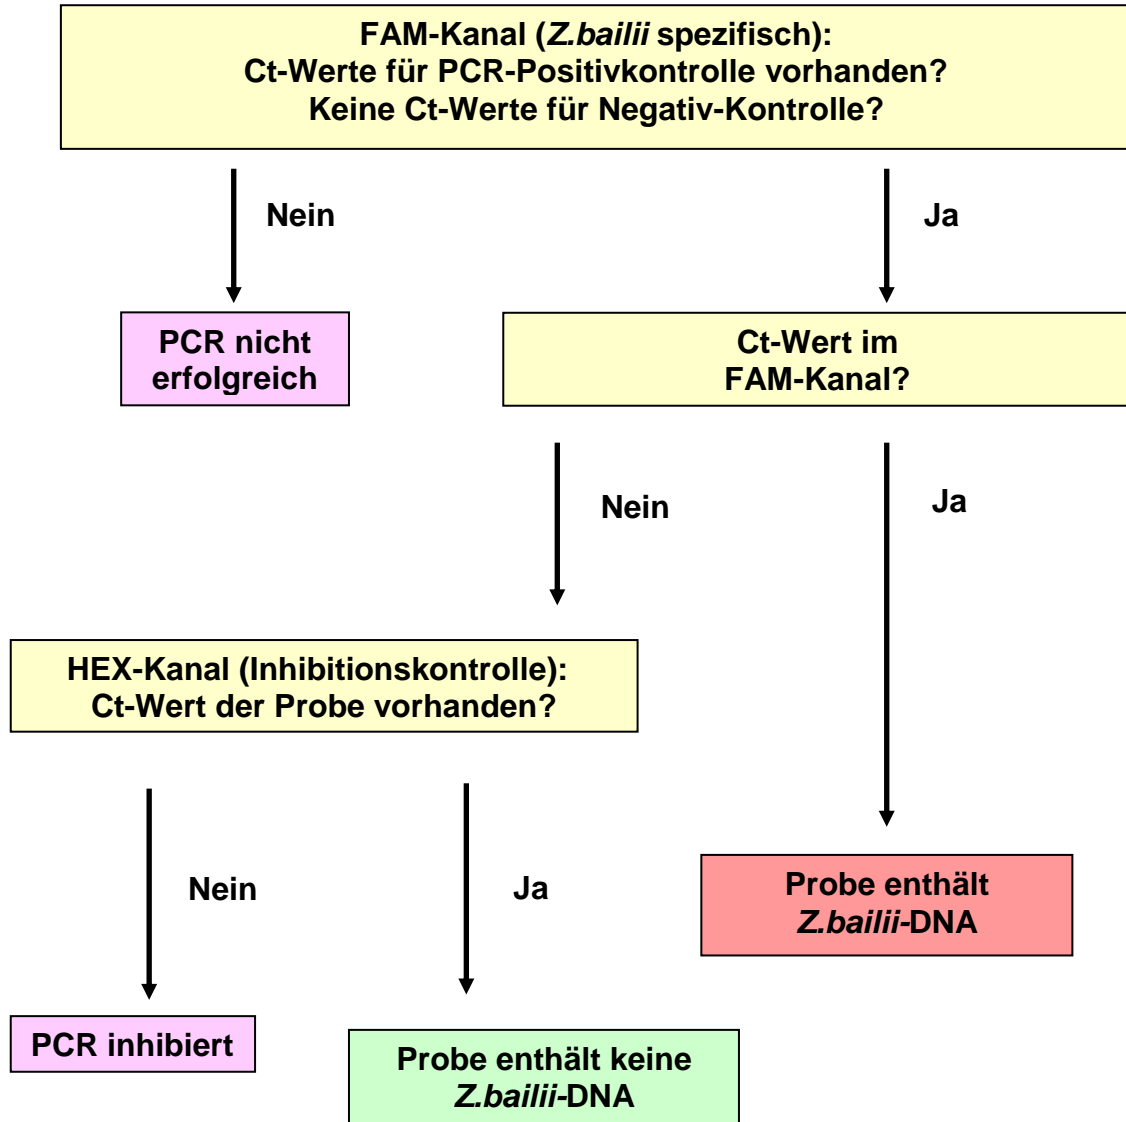 FAM-Kanal (Z.bailii spezifisch):
Ct-Werte für PCR-Positivkontrolle vorhanden?
Keine Ct-Werte für Negativ-Kontrolle?
Nein
Ja
PCR nicht
erfolgreich
Ct-Wert im
FAM-Kanal?
Nein
Ja
HEX-Kanal (Inhibitionskontrolle):
Ct-Wert der Probe vorhanden?
Nein
Ja
Probe enthält
Z.bailii-DNA
PCR inhibiert
Probe enthält keine
Z.bailii-DNA